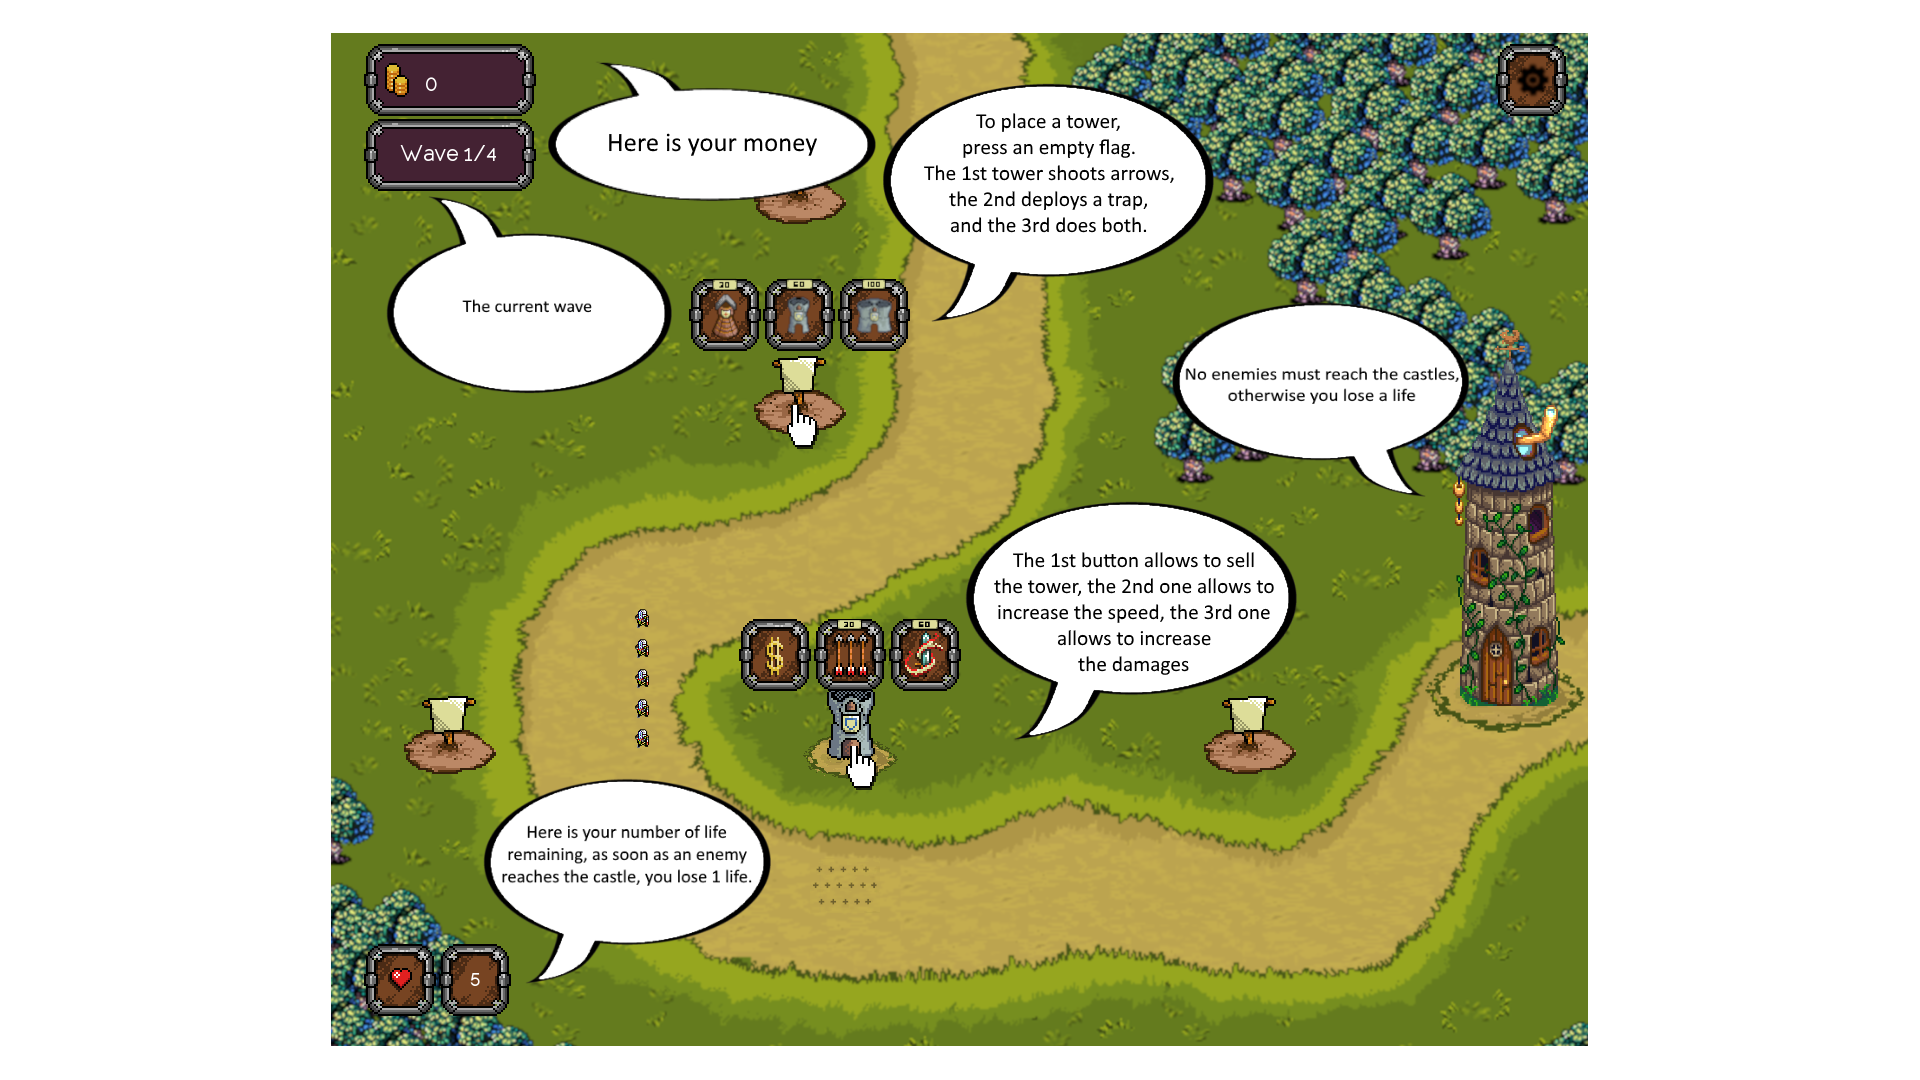 0
Wave 1/4
Here is your money
To place a tower,
press an empty flag.
The 1st tower shoots arrows,
the 2nd deploys a trap,
and the 3rd does both.
The current wave
30
60
100
No enemies must reach the castles,
otherwise you lose a life
The 1st button allows to sell
the tower, the 2nd one allows to
increase the speed, the 3rd one
allows to increase
the damages
$
30
60
Here is your number of life
remaining, as soon as an enemy
reaches the castle, you lose 1 life.
5